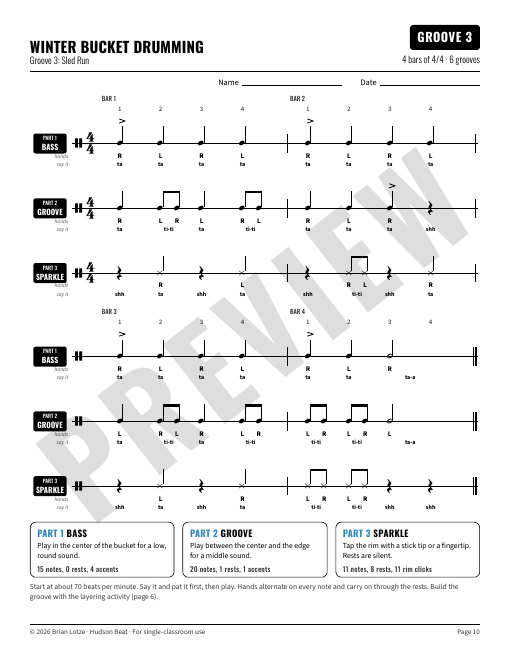 GROOVE 3
WINTER BUCKET DRUMMING
Groove 3: Sled Run
4 bars of 4/4 · 6 grooves
Name
Date
BAR 1 BAR 2
1 2 3 4 1 2 3 4
> >
PART 1
BASS
4
4
hands R L R L R L R L
say it ta ta ta ta ta ta ta ta
>
PART 2
GROOVE
4
4
hands R L R L R L R L R
say it ta ti-ti ta ti-ti ta ta ta shh
PART 3
SPARKLE
4
4
hands R L R L R
say it shh ta shh ta shh ti-ti shh ta
BAR 3 BAR 4
1 2 3 4 1 2 3 4
> >
PART 1
BASS
hands R L R L R L R
say it ta ta ta ta ta ta ta-a
PART 2
GROOVE
hands L R L R L R L R L R L
say it ta ti-ti ta ti-ti ti-ti ti-ti ta-a
PART 3
SPARKLE
hands L R L R L R
say it shh ta shh ta ti-ti ti-ti shh shh
PREVIEW
PART 1 BASS
Play in the center of the bucket for a low,
round sound.
15 notes, 0 rests, 4 accents
PART 2 GROOVE
Play between the center and the edge
for a middle sound.
20 notes, 1 rests, 1 accents
PART 3 SPARKLE
Tap the rim with a stick tip or a fingertip.
Rests are silent.
11 notes, 8 rests, 11 rim clicks
Start at about 70 beats per minute. Say it and pat it first, then play. Hands alternate on every note and carry on through the rests. Build the
groove with the layering activity (page 6).
© 2026 Brian Lotze · Hudson Beat · For single-classroom use
Page 10